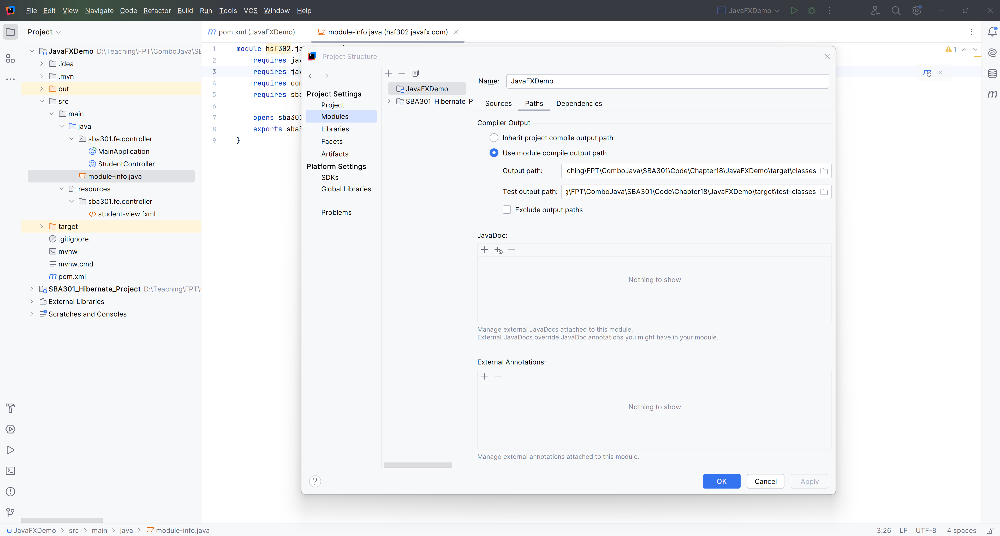 File Edit View Navigate Code Refactor Build Run Tools VCS Window Help
JavaFXDemo
Project
pom.xml (JavaFXDemo)
module-info.java (hsf302.javafx.com)
JavaFXDemo D:\Teaching\FPT\ComboJava\SE
.idea
.mvn
out
src
main
java
sba301.fe.controller
MainApplication
StudentController
module-info.java
resources
sba301.fe.controller
student-view.fxml
target
.gitignore
mvnw
mvnw.cmd
pom.xml
SBA301_Hibernate_Project D:\Teaching\FPT\
External Libraries
Scratches and Consoles
1 module hsf302.ja
2 requires jav
3 requires jav
4 requires com
5 requires sba
6
7 opens sba301
8 exports sba3
9 }
1
Project Structure
Project Settings
Project
Modules
Libraries
Facets
Artifacts
Platform Settings
SDKs
Global Libraries
Problems
JavaFXDemo
SBA301_Hibernate_P
Name: JavaFXDemo
Sources Paths Dependencies
Compiler Output
Inherit project compile output path
Use module compile output path
Output path: ching\FPT\ComboJava\SBA301\Code\Chapter18\JavaFXDemo\target\classes
Test output path: g\FPT\ComboJava\SBA301\Code\Chapter18\JavaFXDemo\target\test-classes
Exclude output paths
JavaDoc:
Nothing to show
Manage external JavaDocs attached to this module.
External JavaDocs override JavaDoc annotations you might have in your module.
External Annotations:
Nothing to show
Manage external annotations attached to this module.
?
OK Cancel Apply
JavaFXDemo > src > main > java > module-info.java
3:26 LF UTF-8 4 spaces